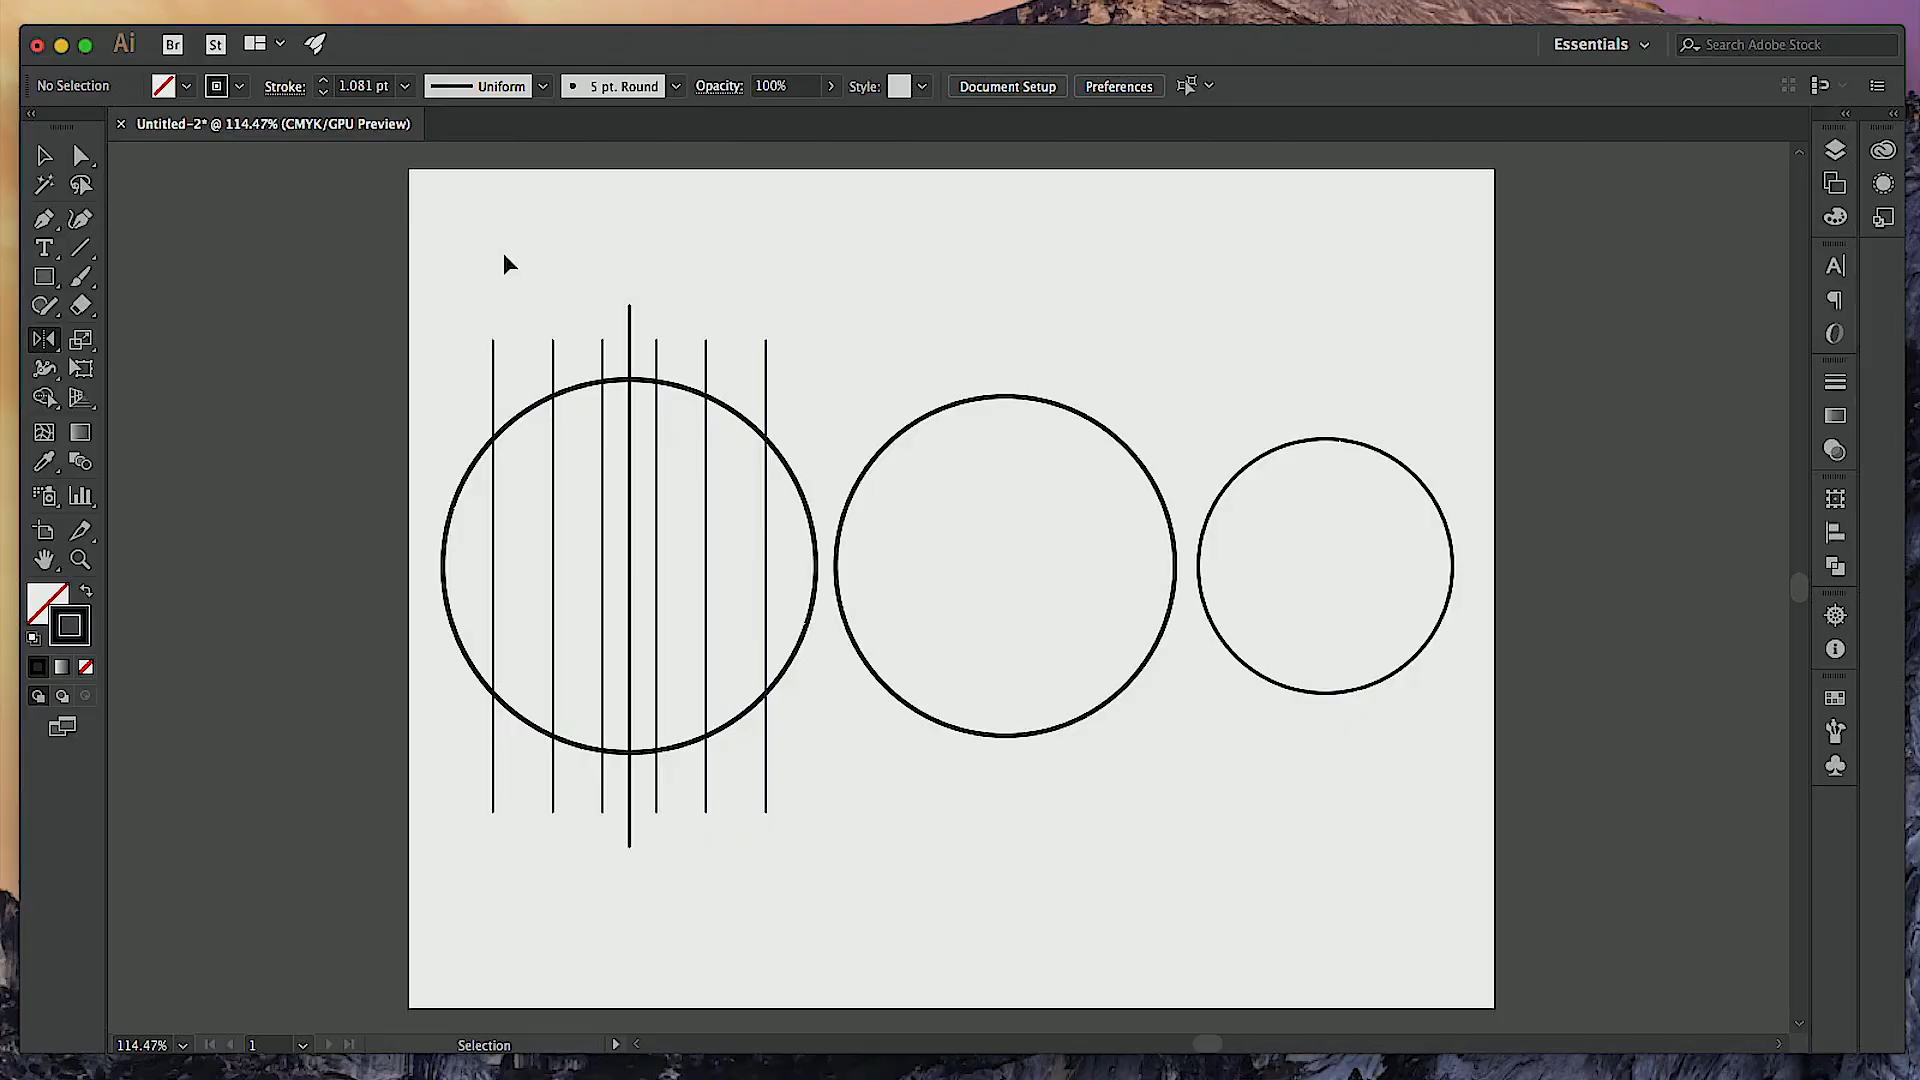 Ai Br St Essentials Search Adobe Stock
No Selection Stroke: 1.081 pt Uniform 5 pt. Round Opacity: 100% Style: Document Setup Preferences
Untitled-2* @ 114.47% (CMYK/GPU Preview)
114.47% 1 Selection